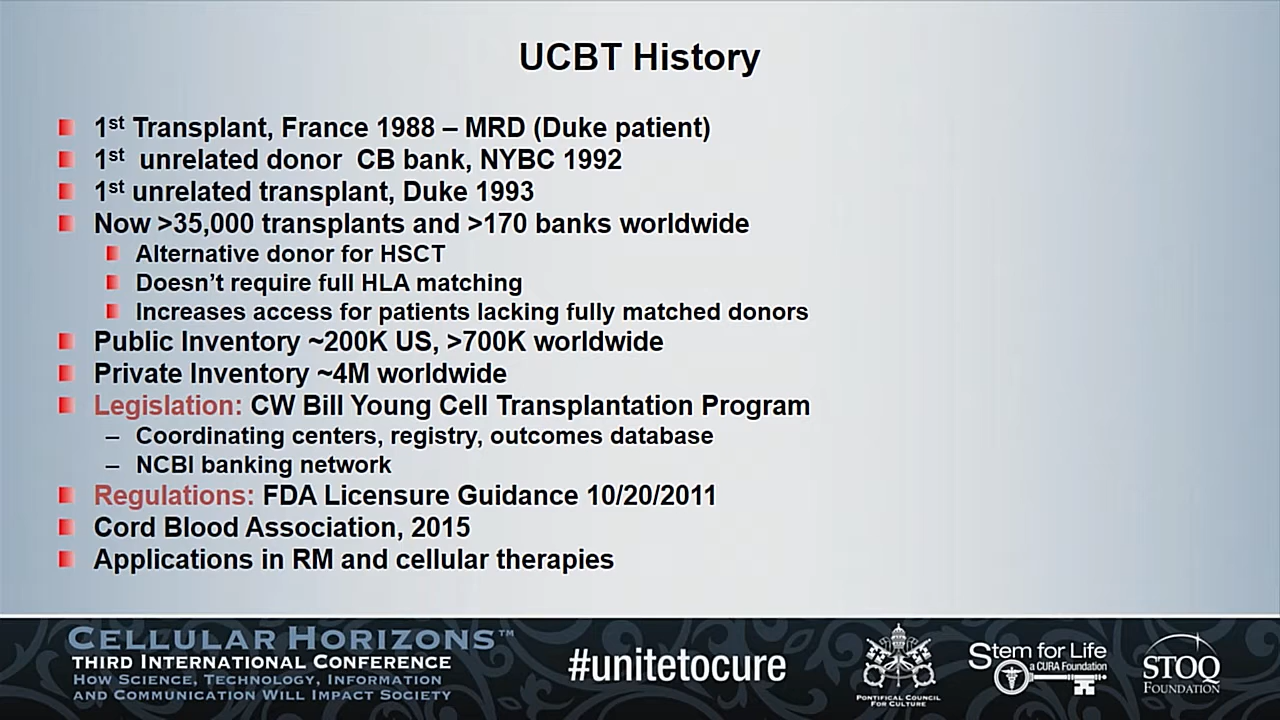 UCBT History
1st Transplant, France 1988 – MRD (Duke patient)
1st unrelated donor CB bank, NYBC 1992
1st unrelated transplant, Duke 1993
Now >35,000 transplants and >170 banks worldwide
Alternative donor for HSCT
Doesn't require full HLA matching
Increases access for patients lacking fully matched donors
Public Inventory ~200K US, >700K worldwide
Private Inventory ~4M worldwide
Legislation: CW Bill Young Cell Transplantation Program
– Coordinating centers, registry, outcomes database
– NCBI banking network
Regulations: FDA Licensure Guidance 10/20/2011
Cord Blood Association, 2015
Applications in RM and cellular therapies
Cellular Horizons™
Third International Conference
How Science, Technology, Information
and Communication Will Impact Society
#unitetocure
Pontifical Council
For Culture
Stem for Life
a CURA Foundation
STOQ
Foundation